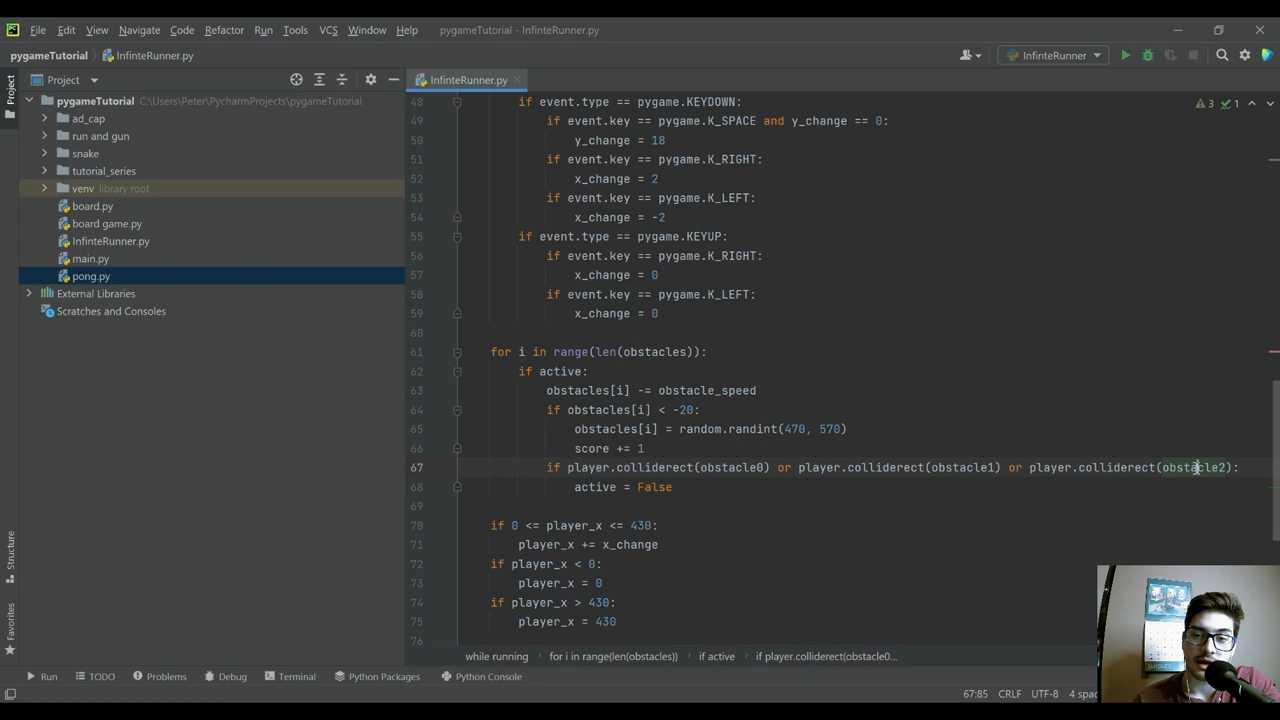 File Edit View Navigate Code Refactor Run Tools VCS Window Help pygameTutorial - InfinteRunner.py
pygameTutorial InfinteRunner.py InfinteRunner
Project InfinteRunner.py
Project
pygameTutorial C:\Users\Peter\PycharmProjects\pygameTutorial
ad_cap
run and gun
snake
tutorial_series
venv library root
board.py
board game.py
InfinteRunner.py
main.py
pong.py
External Libraries
Scratches and Consoles
Structure
Favorites
3 1
48 if event.type == pygame.KEYDOWN:
49 if event.key == pygame.K_SPACE and y_change == 0:
50 y_change = 18
51 if event.key == pygame.K_RIGHT:
52 x_change = 2
53 if event.key == pygame.K_LEFT:
54 x_change = -2
55 if event.type == pygame.KEYUP:
56 if event.key == pygame.K_RIGHT:
57 x_change = 0
58 if event.key == pygame.K_LEFT:
59 x_change = 0
60
61 for i in range(len(obstacles)):
62 if active:
63 obstacles[i] -= obstacle_speed
64 if obstacles[i] < -20:
65 obstacles[i] = random.randint(470, 570)
66 score += 1
67 if player.colliderect(obstacle0) or player.colliderect(obstacle1) or player.colliderect(obstacle2):
68 active = False
69
70 if 0 <= player_x <= 430:
71 player_x += x_change
72 if player_x < 0:
73 player_x = 0
74 if player_x > 430:
75 player_x = 430
76
while running for i in range(len(obstacles)) if active if player.colliderect(obstacle0...
Run TODO Problems Debug Terminal Python Packages Python Console
67:85 CRLF UTF-8 4 spac